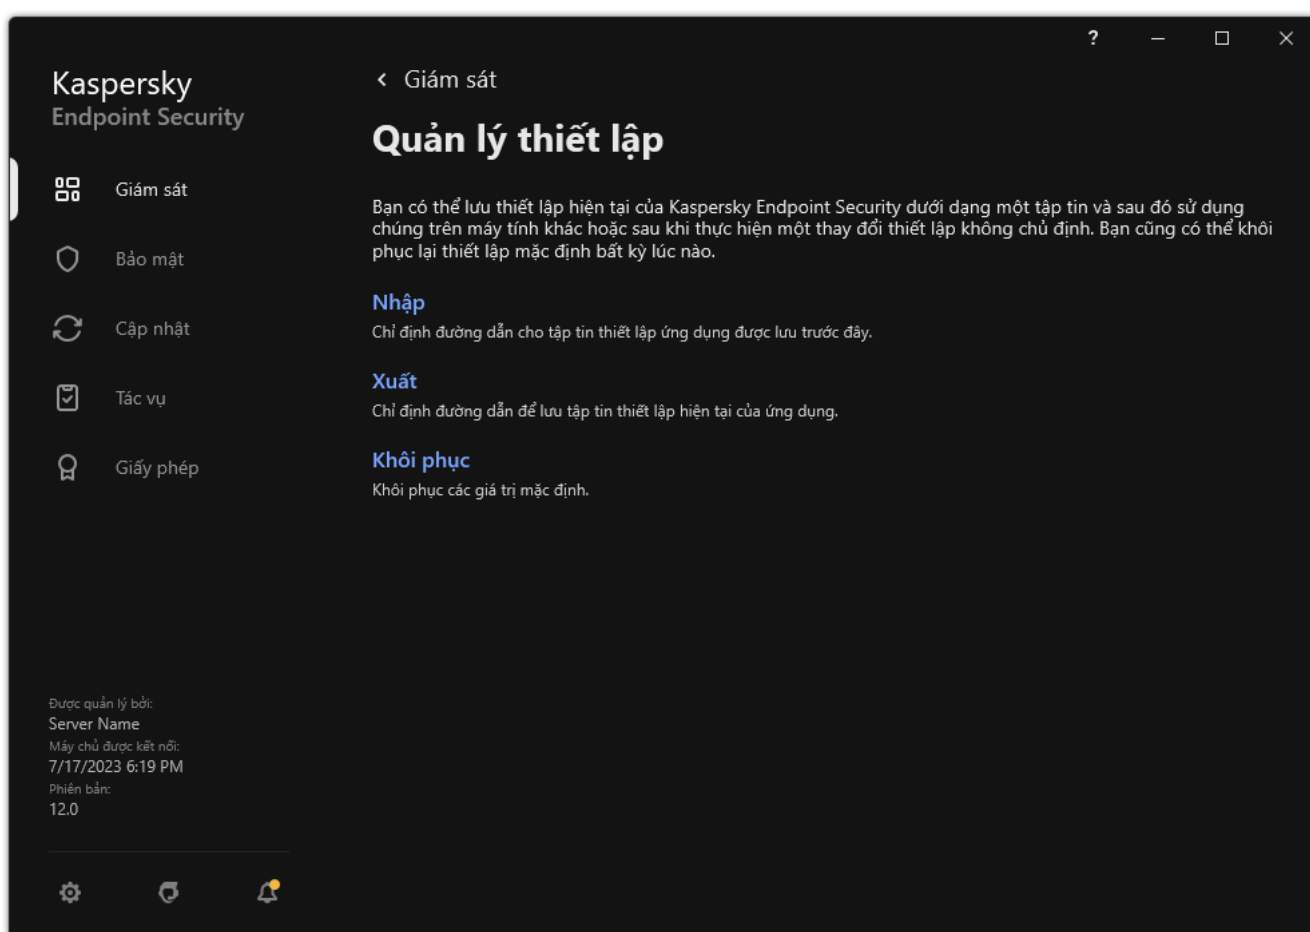 ?
Kaspersky
Endpoint Security
Giám sát
Bảo mật
Cập nhật
Tác vụ
Giấy phép
Được quản lý bởi:
Server Name
Máy chủ được kết nối:
7/17/2023 6:19 PM
Phiên bản:
12.0
Giám sát
Quản lý thiết lập
Bạn có thể lưu thiết lập hiện tại của Kaspersky Endpoint Security dưới dạng một tập tin và sau đó sử dụng
chúng trên máy tính khác hoặc sau khi thực hiện một thay đổi thiết lập không chủ định. Bạn cũng có thể khôi
phục lại thiết lập mặc định bất kỳ lúc nào.
Nhập
Chỉ định đường dẫn cho tập tin thiết lập ứng dụng được lưu trước đây.
Xuất
Chỉ định đường dẫn để lưu tập tin thiết lập hiện tại của ứng dụng.
Khôi phục
Khôi phục các giá trị mặc định.